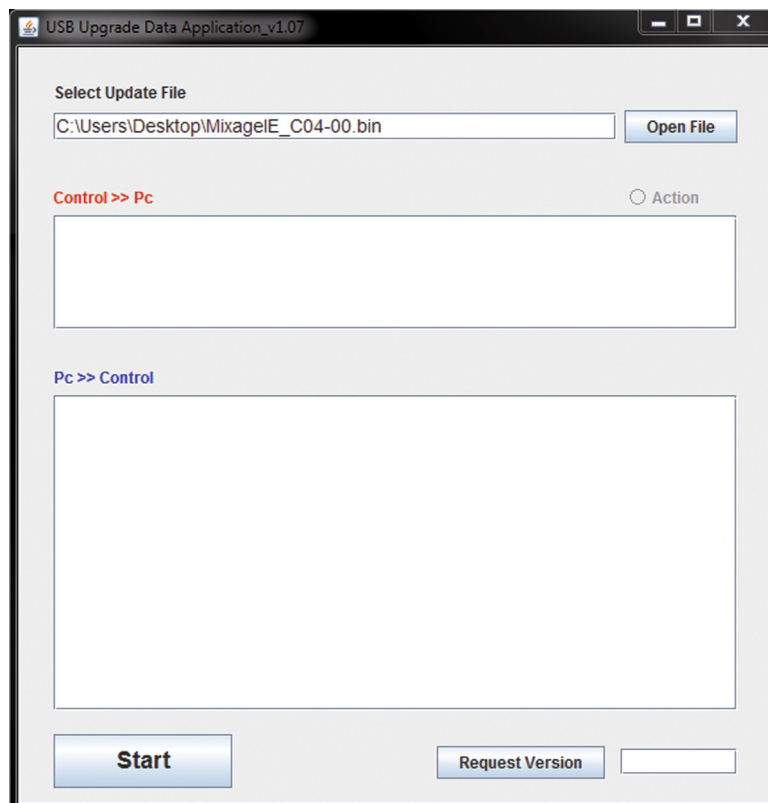 USB Upgrade Data Application_v1.07
Select Update File
C:\Users\Desktop\MixageIE_C04-00.bin
Open File
Control >> Pc
Action
Pc >> Control
Start
Request Version